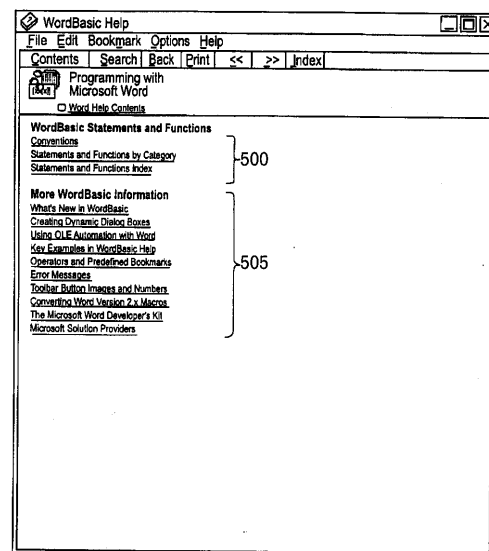 WordBasic Help
File Edit Bookmark Options Help
Contents Search Back Print << >> Index
Programming with
Microsoft Word
Word Help Contents
WordBasic Statements and Functions
Conventions
Statements and Functions by Category
Statements and Functions Index
500
More WordBasic Information
What's New in WordBasic
Creating Dynamic Dialog Boxes
Using OLE Automation with Word
Key Examples in WordBasic Help
Operators and Predefined Bookmarks
505
Error Messages
Toolbar Button Images and Numbers
Converting Word Version 2.x Macros
The Microsoft Word Developer's Kit
Microsoft Solution Providers